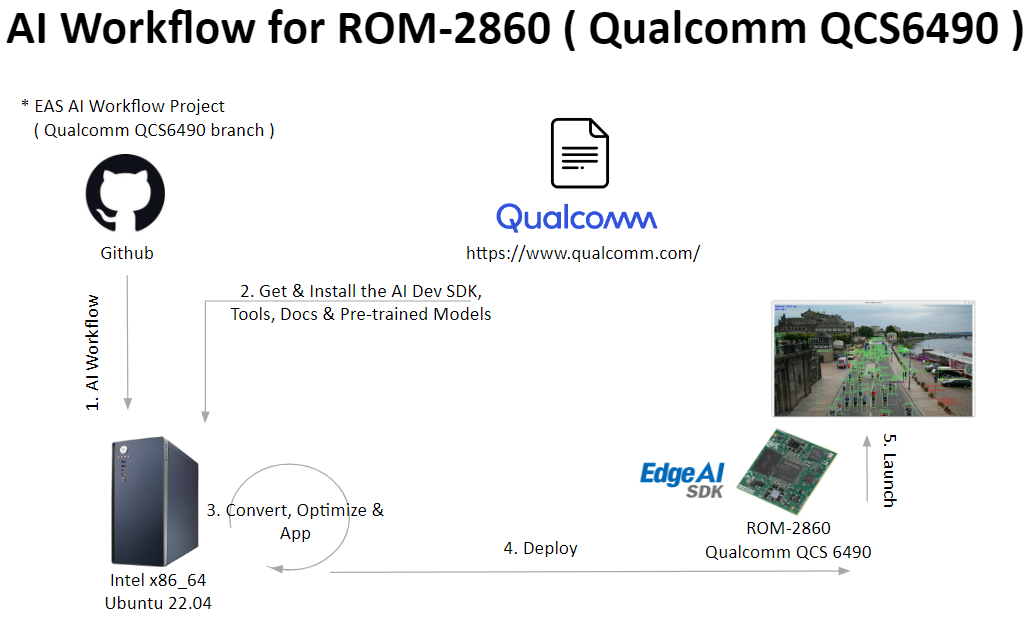 AI Workflow for ROM-2860 ( Qualcomm QCS6490 )
* EAS AI Workflow Project
( Qualcomm QCS6490 branch )
Github
Qualcomm
https://www.qualcomm.com/
1. AI Workflow
2. Get & Install the AI Dev SDK,
Tools, Docs & Pre-trained Models
3. Convert, Optimize &
App
Intel x86_64
Ubuntu 22.04
4. Deploy
Edge AI
SDK
ROM-2860
Qualcomm QCS 6490
5. Launch